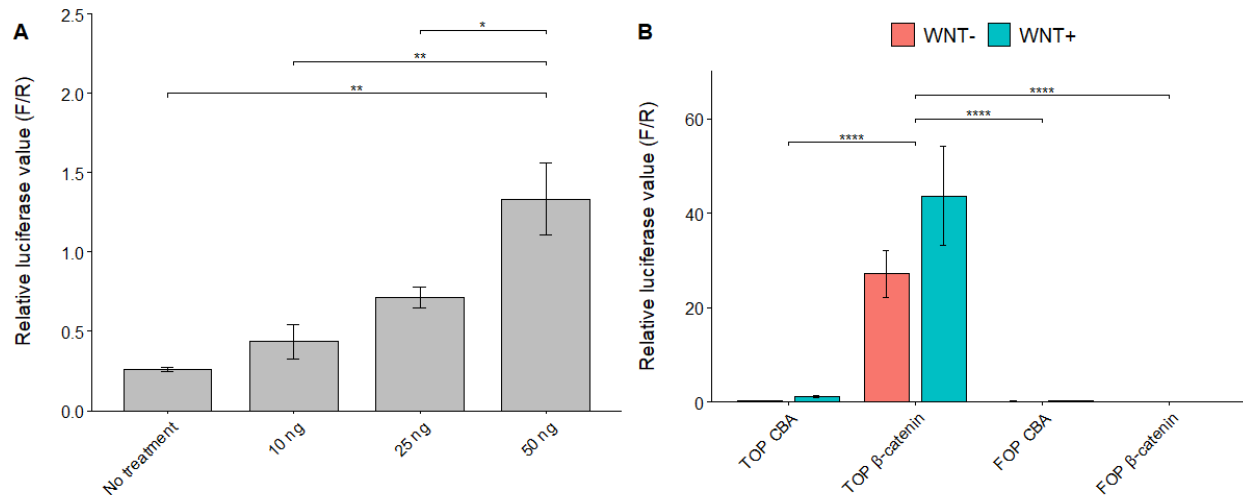 A
Relative luciferase value (F/R)
2.5
2.0
1.5
1.0
0.5
0.0
*
**
**
No treatment
10 ng
25 ng
50 ng
B
WNT-
WNT+
Relative luciferase value (F/R)
60
40
20
0
****
****
****
TOP CBA
TOP β-catenin
FOP CBA
FOP β-catenin